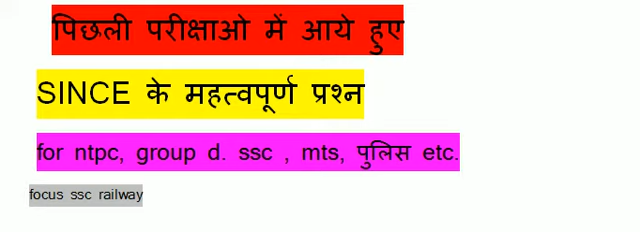 पिछली परीक्षाओ में आये हुए
SINCE के महत्वपूर्ण प्रश्न
for ntpc, group d. ssc , mts, पुलिस etc.
focus ssc railway